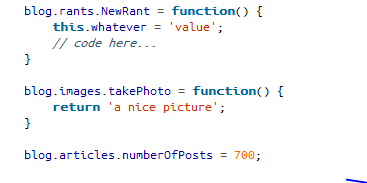 blog.rants.NewRant = function() {
    this.whatever = 'value';
    // code here...
}
blog.images.takePhoto = function() {
    return 'a nice picture';
}
blog.articles.numberOfPosts = 700;